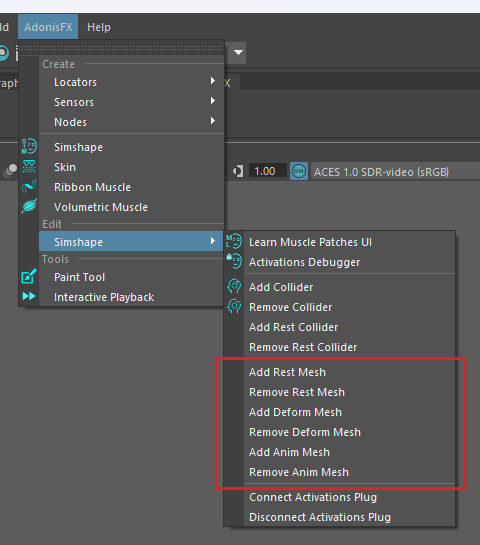 ld AdonisFX Help
Create
Locators
Sensors
Nodes
Simshape
Skin
Ribbon Muscle
Volumetric Muscle
Edit
Simshape
Tools
Paint Tool
Interactive Playback
raph
X
1.00 ON ACES 1.0 SDR-video (sRGB)
Learn Muscle Patches UI
Activations Debugger
Add Collider
Remove Collider
Add Rest Collider
Remove Rest Collider
Add Rest Mesh
Remove Rest Mesh
Add Deform Mesh
Remove Deform Mesh
Add Anim Mesh
Remove Anim Mesh
Connect Activations Plug
Disconnect Activations Plug